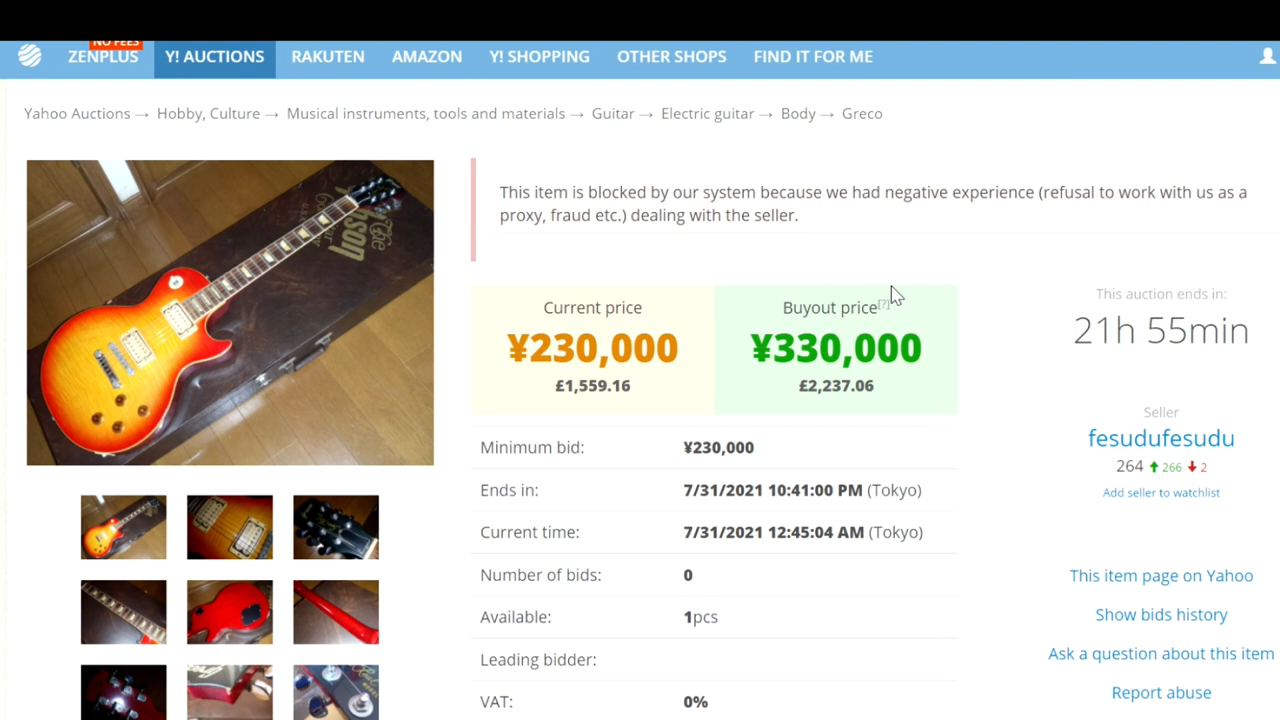 NO FEES
ZENPLUS Y! AUCTIONS RAKUTEN AMAZON Y! SHOPPING OTHER SHOPS FIND IT FOR ME
Yahoo Auctions → Hobby, Culture → Musical instruments, tools and materials → Guitar → Electric guitar → Body → Greco
This item is blocked by our system because we had negative experience (refusal to work with us as a
proxy, fraud etc.) dealing with the seller.
Current price
¥230,000
£1,559.16
Buyout price[?]
¥330,000
£2,237.06
This auction ends in:
21h 55min
Seller
fesudufesudu
264 266 2
Add seller to watchlist
Minimum bid: ¥230,000
Ends in: 7/31/2021 10:41:00 PM (Tokyo)
Current time: 7/31/2021 12:45:04 AM (Tokyo)
Number of bids: 0
Available: 1pcs
Leading bidder:
VAT: 0%
This item page on Yahoo
Show bids history
Ask a question about this item
Report abuse